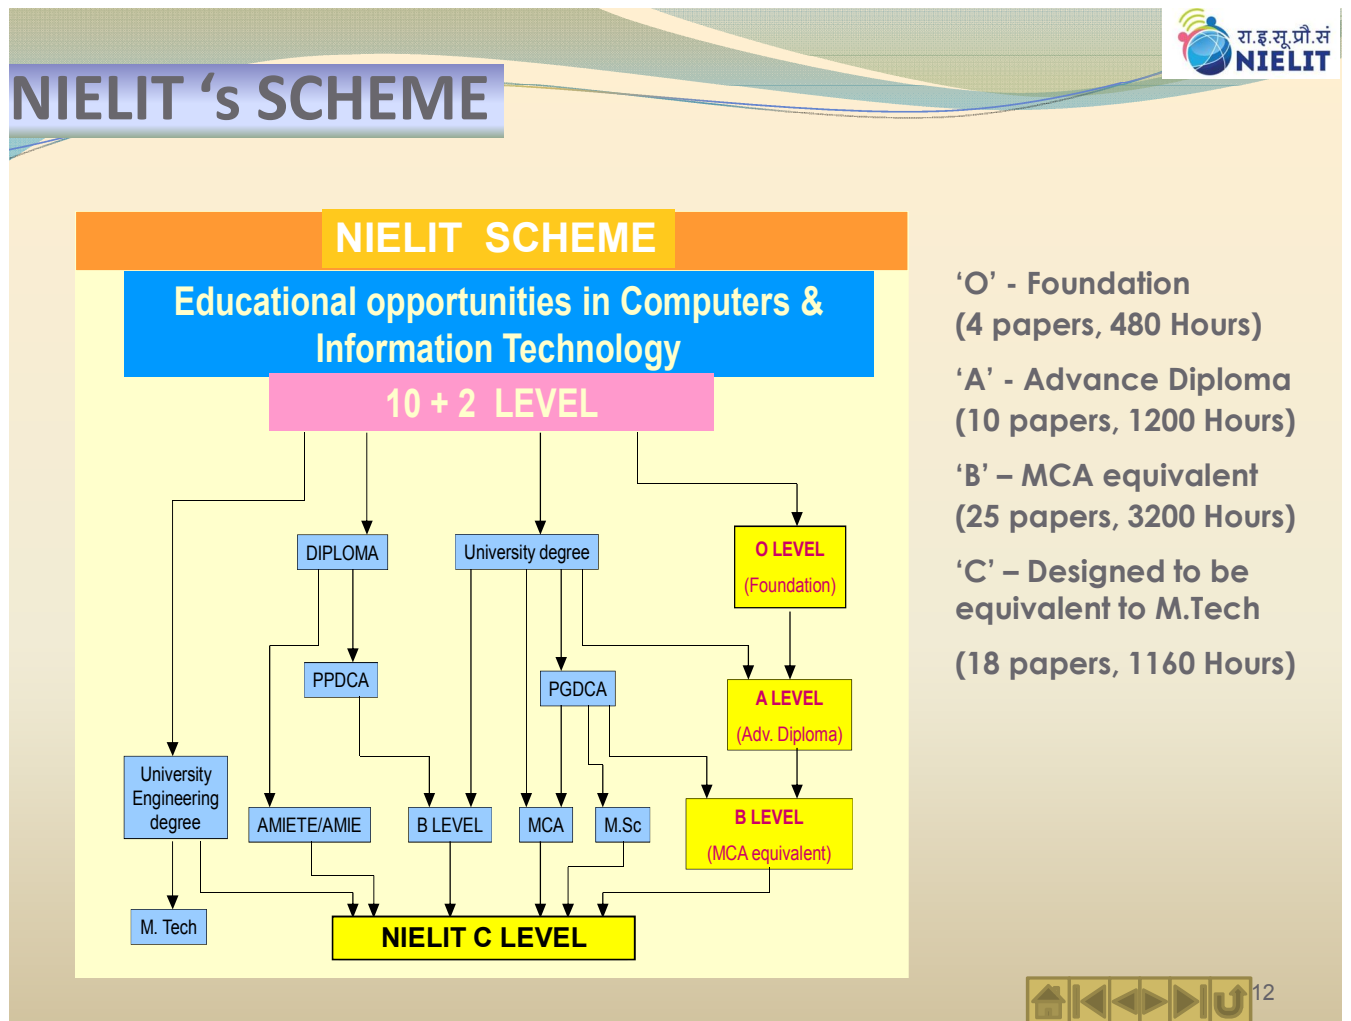 रा.इ.सू.प्रौ.सं
NIELIT
NIELIT ‘s SCHEME
NIELIT SCHEME
Educational opportunities in Computers &
Information Technology
10 + 2 LEVEL
DIPLOMA
University degree
O LEVEL
(Foundation)
PPDCA
PGDCA
A LEVEL
(Adv. Diploma)
University
Engineering
degree
AMIETE/AMIE
B LEVEL
MCA
M.Sc
B LEVEL
(MCA equivalent)
M. Tech
NIELIT C LEVEL
‘O’ - Foundation
(4 papers, 480 Hours)
‘A’ - Advance Diploma
(10 papers, 1200 Hours)
‘B’ – MCA equivalent
(25 papers, 3200 Hours)
‘C’ – Designed to be
equivalent to M.Tech
(18 papers, 1160 Hours)
12